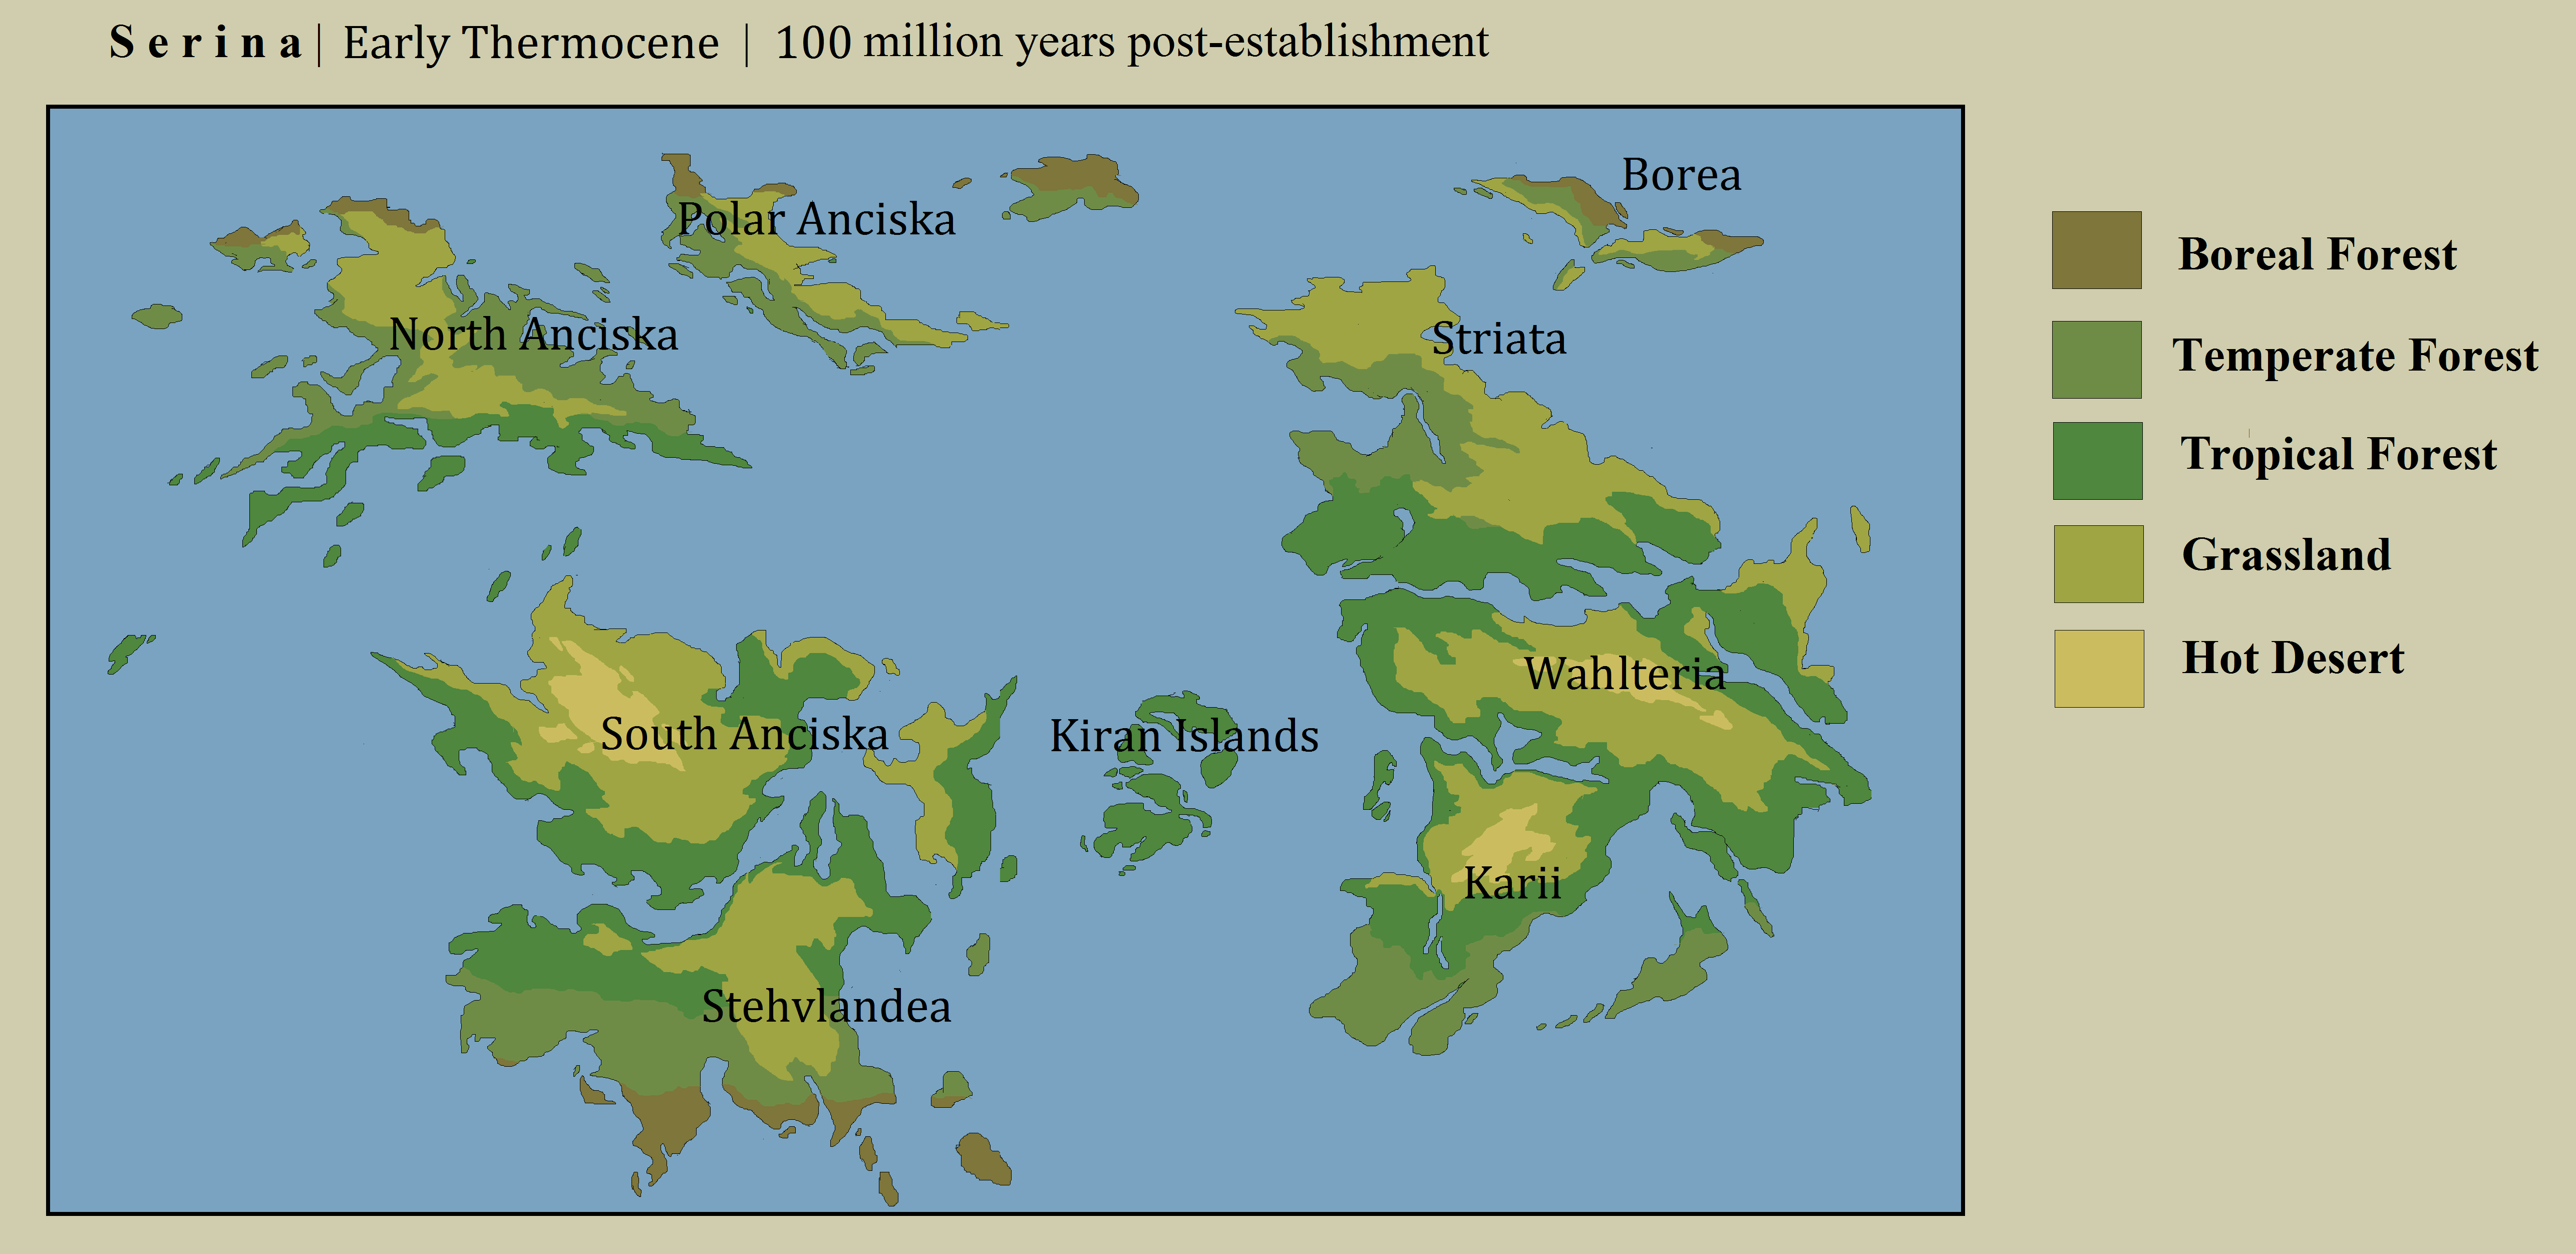 Serina | Early Thermocene | 100 million years post-establishment
Borea
Polar Anciska
North Anciska
Striata
South Anciska
Kiran Islands
Wahlteria
Karii
Stehvlandea
Boreal Forest
Temperate Forest
Tropical Forest
Grassland
Hot Desert